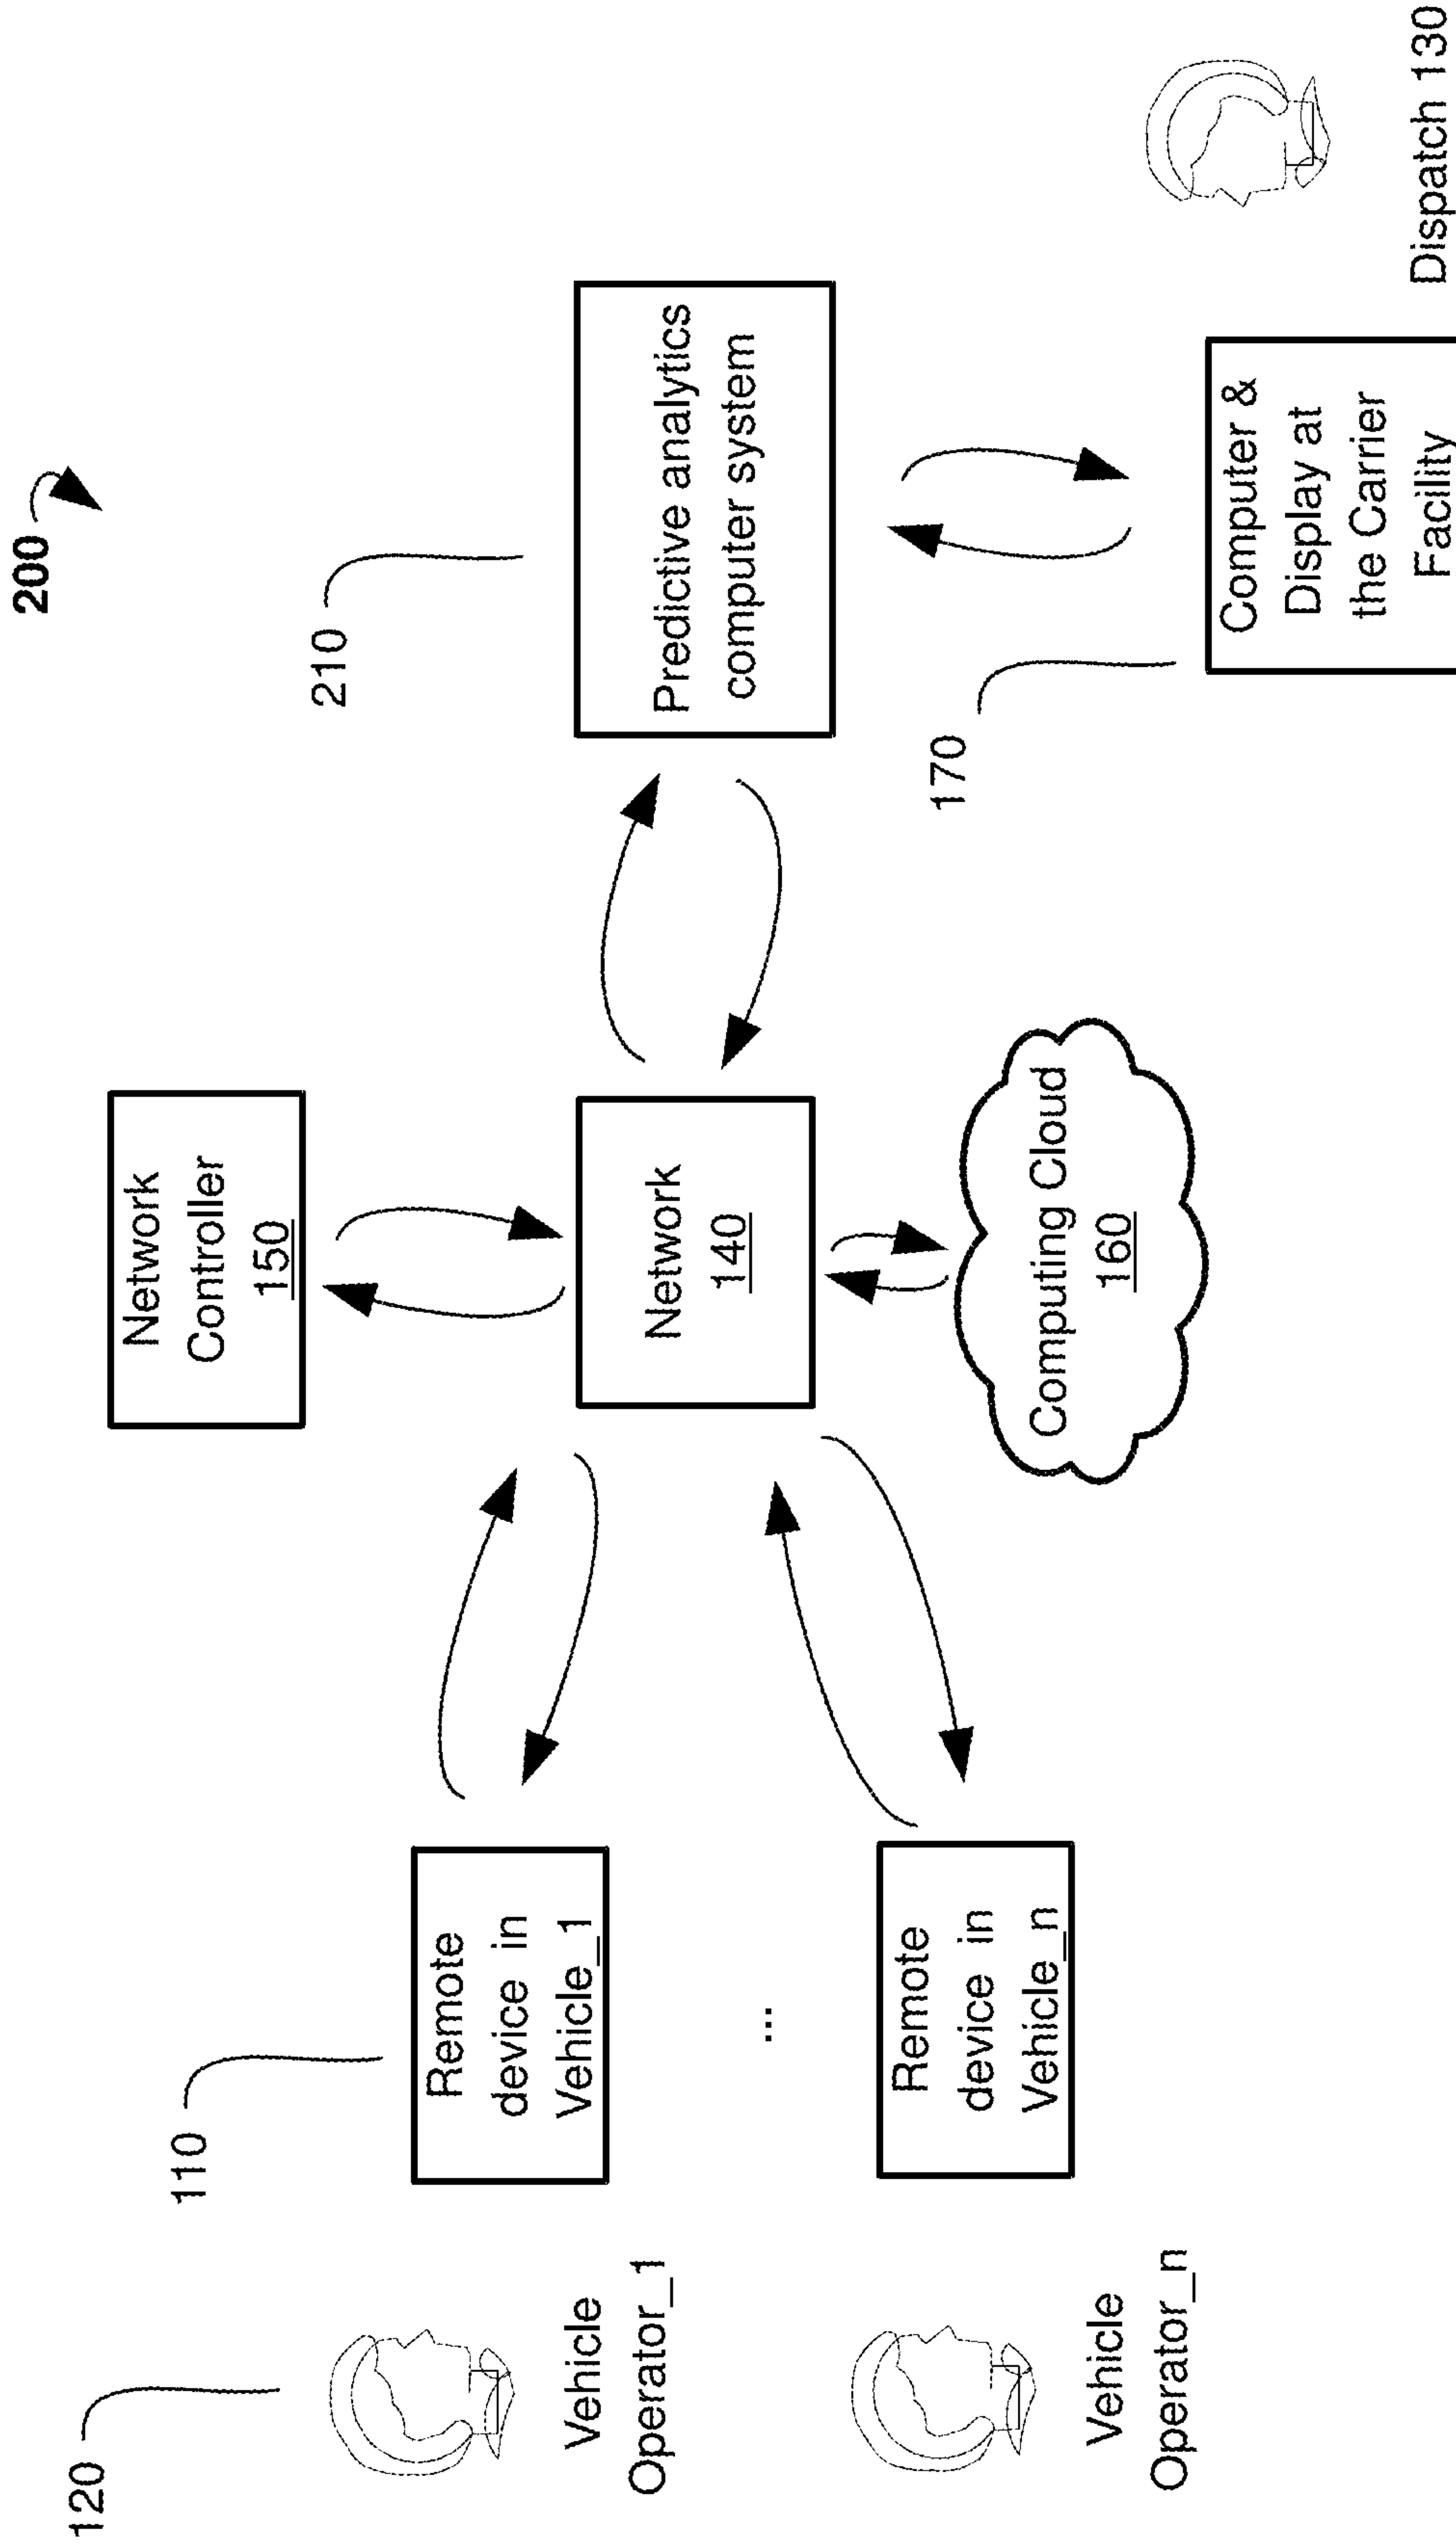 200
120
Vehicle
Operator_1
Vehicle
Operator_n
110
Remote
device in
Vehicle_1
...
Remote
device in
Vehicle_n
Network
Controller
150
Network
140
Computing Cloud
160
210
Predictive analytics
computer system
170
Computer &
Display at
the Carrier
Facility
Dispatch 130